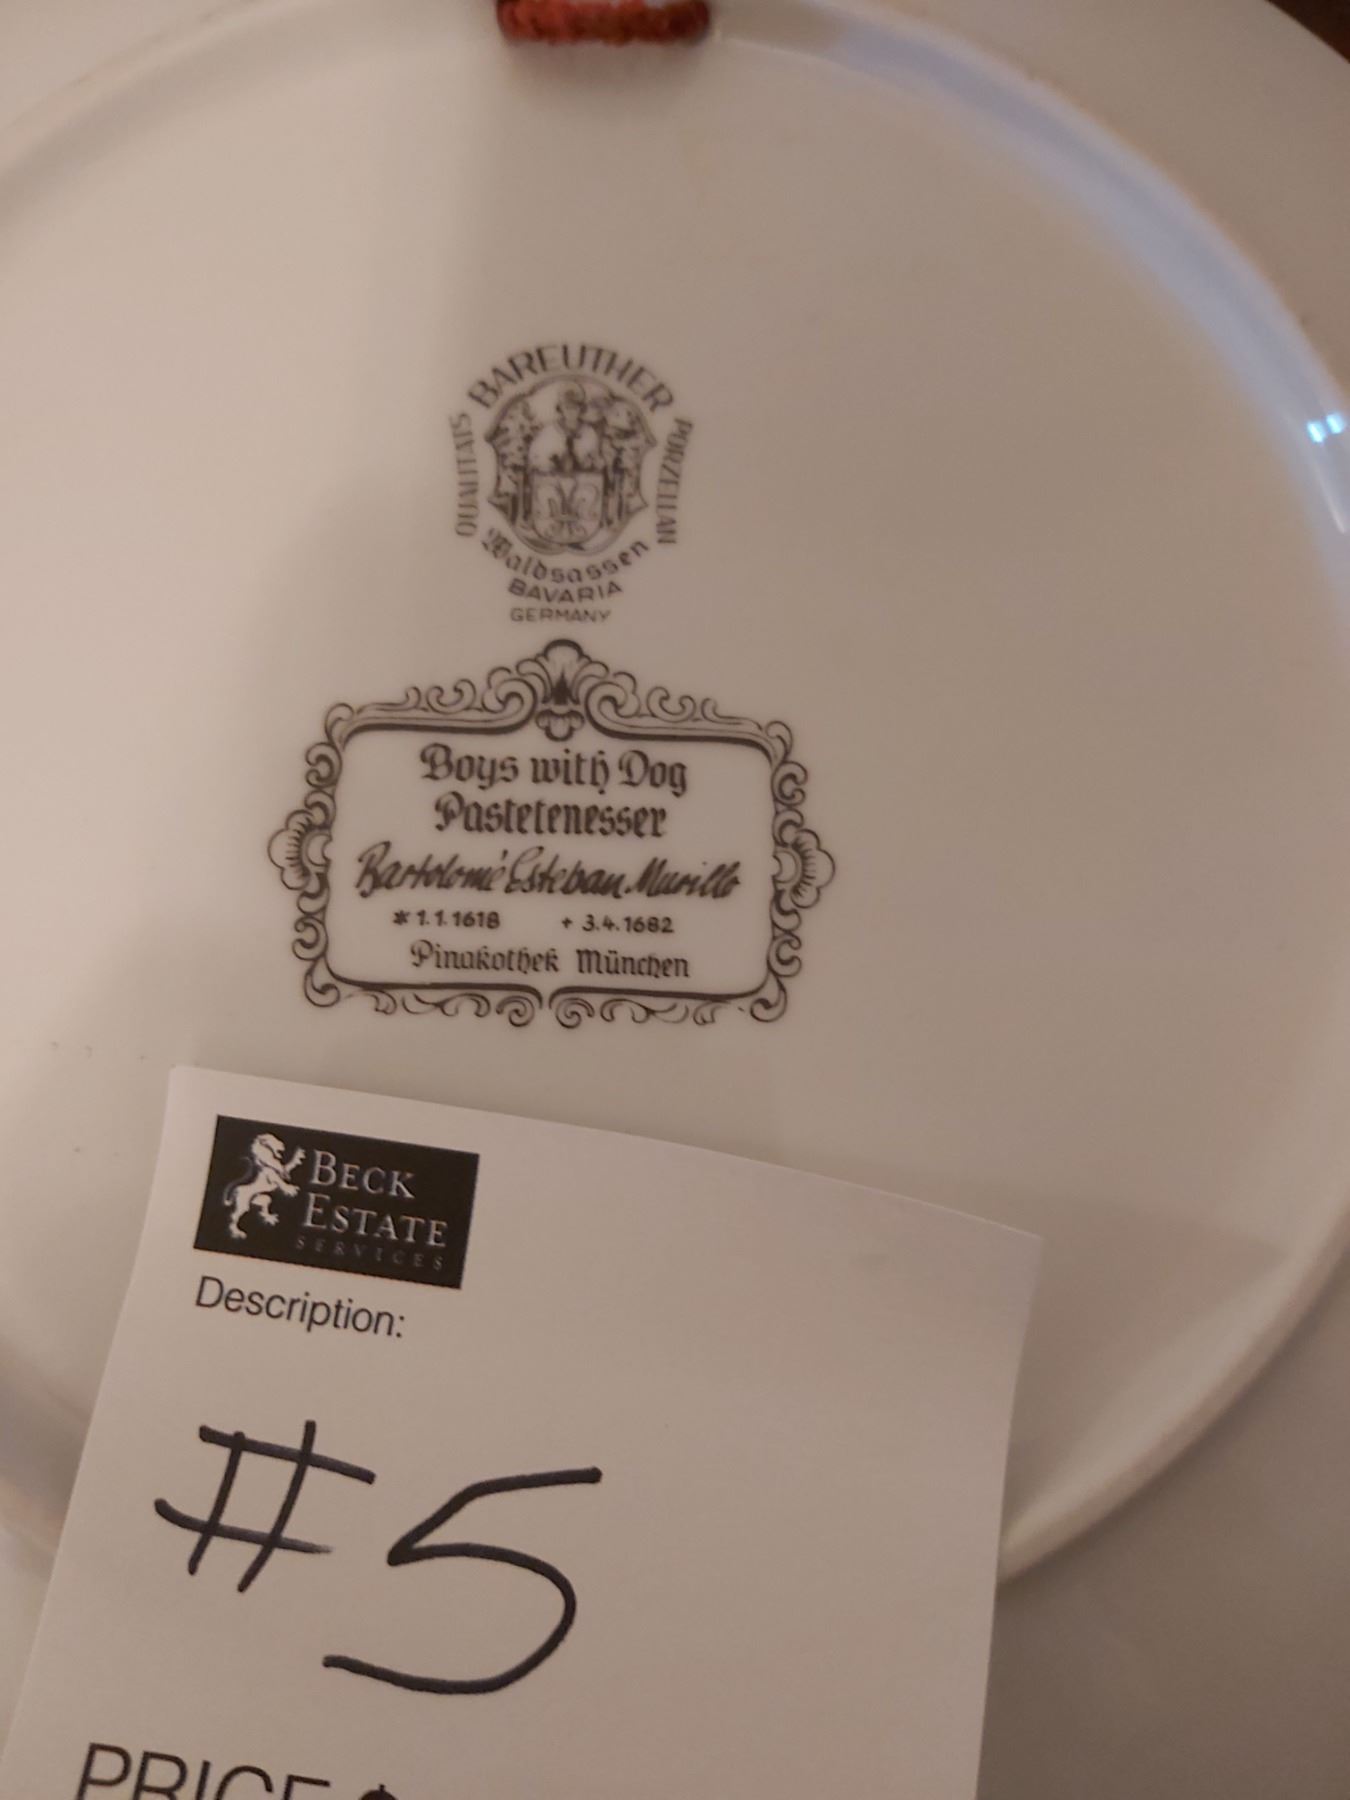 BAREUTHER
QUALITÄTS PORZELLAN
Waldsassen
BAVARIA
GERMANY
Boys with Dog
Pastetenesser
Bartolomé Esteban Murillo
* 1.1.1618 + 3.4.1682
Pinakothek München
BECK
ESTATE
SERVICES
Description:
#5
PRICE $